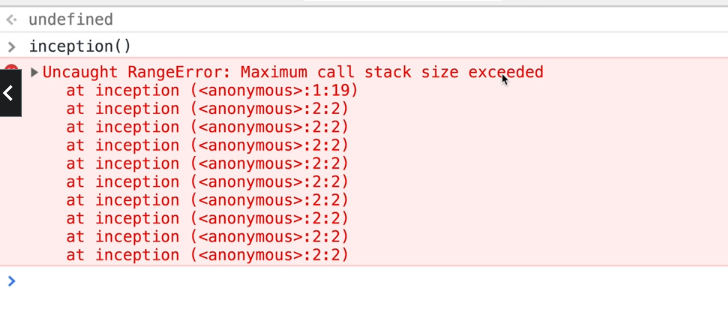 undefined
inception()
Uncaught RangeError: Maximum call stack size exceeded
at inception (<anonymous>:1:19)
at inception (<anonymous>:2:2)
at inception (<anonymous>:2:2)
at inception (<anonymous>:2:2)
at inception (<anonymous>:2:2)
at inception (<anonymous>:2:2)
at inception (<anonymous>:2:2)
at inception (<anonymous>:2:2)
at inception (<anonymous>:2:2)
at inception (<anonymous>:2:2)